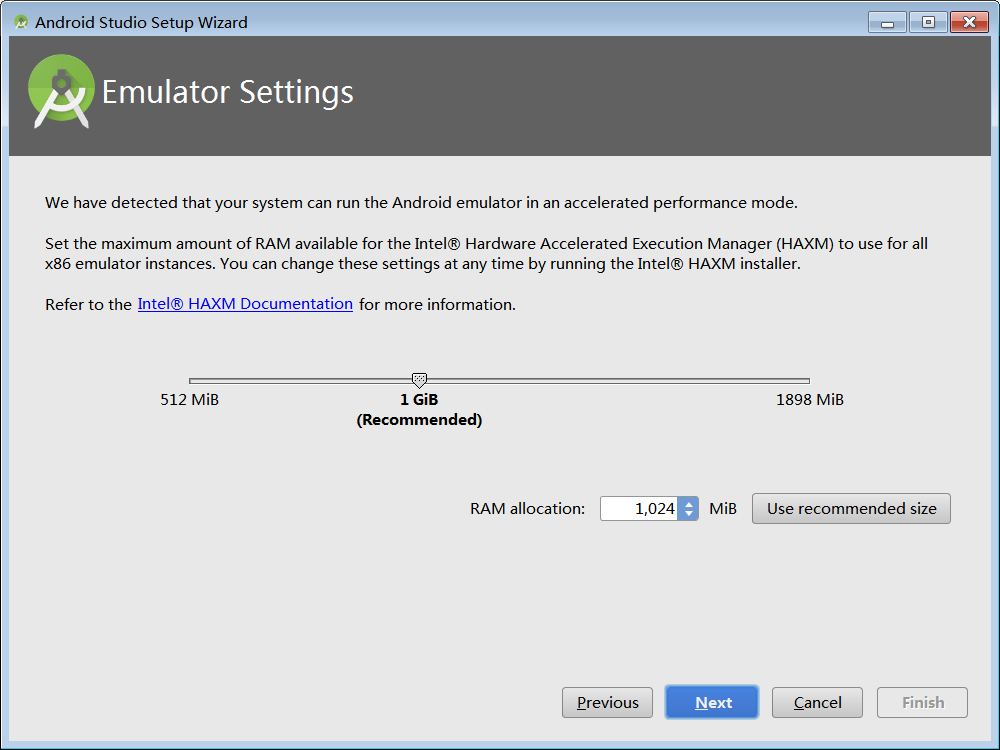 Android Studio Setup Wizard
Emulator Settings
We have detected that your system can run the Android emulator in an accelerated performance mode.
Set the maximum amount of RAM available for the Intel® Hardware Accelerated Execution Manager (HAXM) to use for all
x86 emulator instances. You can change these settings at any time by running the Intel® HAXM installer.
Refer to the Intel® HAXM Documentation for more information.
512 MiB 1 GiB 1898 MiB
(Recommended)
RAM allocation: 1,024 MiB Use recommended size
Previous Next Cancel Finish